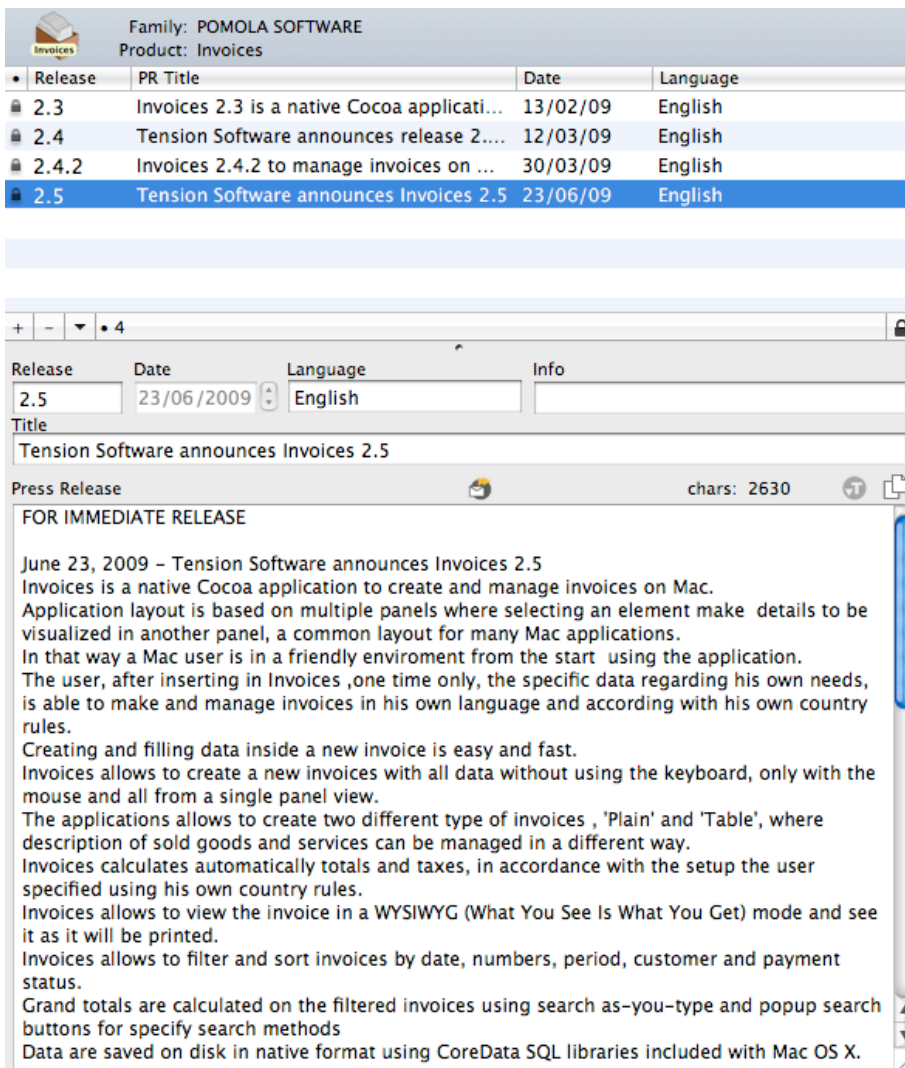 Invoices
Family: POMOLA SOFTWARE
Product: Invoices
• Release PR Title Date Language
2.3 Invoices 2.3 is a native Cocoa applicati... 13/02/09 English
2.4 Tension Software announces release 2.... 12/03/09 English
2.4.2 Invoices 2.4.2 to manage invoices on ... 30/03/09 English
2.5 Tension Software announces Invoices 2.5 23/06/09 English
+ - • 4
Release Date Language Info
2.5 23/06/2009 English
Title
Tension Software announces Invoices 2.5
Press Release chars: 2630
FOR IMMEDIATE RELEASE
June 23, 2009 – Tension Software announces Invoices 2.5
Invoices is a native Cocoa application to create and manage invoices on Mac.
Application layout is based on multiple panels where selecting an element make details to be
visualized in another panel, a common layout for many Mac applications.
In that way a Mac user is in a friendly enviroment from the start using the application.
The user, after inserting in Invoices ,one time only, the specific data regarding his own needs,
is able to make and manage invoices in his own language and according with his own country
rules.
Creating and filling data inside a new invoice is easy and fast.
Invoices allows to create a new invoices with all data without using the keyboard, only with the
mouse and all from a single panel view.
The applications allows to create two different type of invoices , 'Plain' and 'Table', where
description of sold goods and services can be managed in a different way.
Invoices calculates automatically totals and taxes, in accordance with the setup the user
specified using his own country rules.
Invoices allows to view the invoice in a WYSIWYG (What You See Is What You Get) mode and see
it as it will be printed.
Invoices allows to filter and sort invoices by date, numbers, period, customer and payment
status.
Grand totals are calculated on the filtered invoices using search as–you–type and popup search
buttons for specify search methods
Data are saved on disk in native format using CoreData SQL libraries included with Mac OS X.